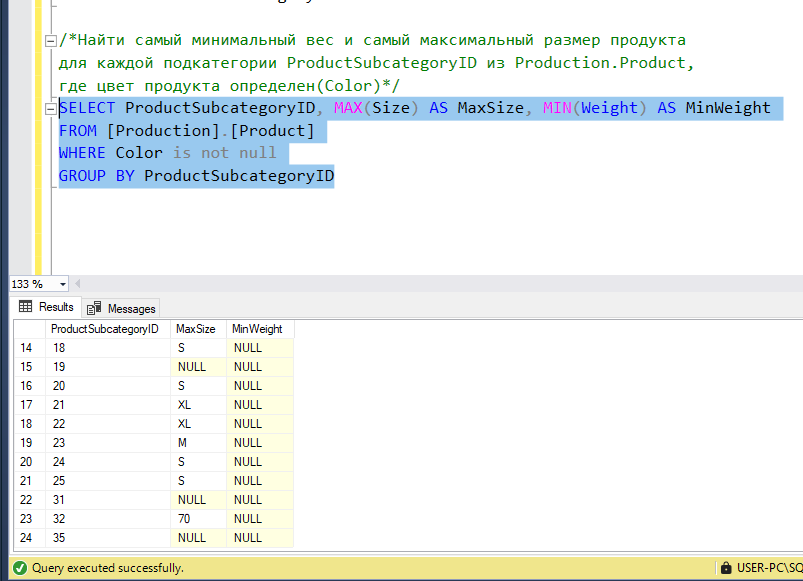 /*Найти самый минимальный вес и самый максимальный размер продукта
для каждой подкатегории ProductSubcategoryID из Production.Product,
где цвет продукта определен(Color)*/
SELECT ProductSubcategoryID, MAX(Size) AS MaxSize, MIN(Weight) AS MinWeight
FROM [Production].[Product]
WHERE Color is not null
GROUP BY ProductSubcategoryID
133 %
Results Messages
ProductSubcategoryID MaxSize MinWeight
14 18 S NULL
15 19 NULL NULL
16 20 S NULL
17 21 XL NULL
18 22 XL NULL
19 23 M NULL
20 24 S NULL
21 25 S NULL
22 31 NULL NULL
23 32 70 NULL
24 35 NULL NULL
Query executed successfully. USER-PC\SQ